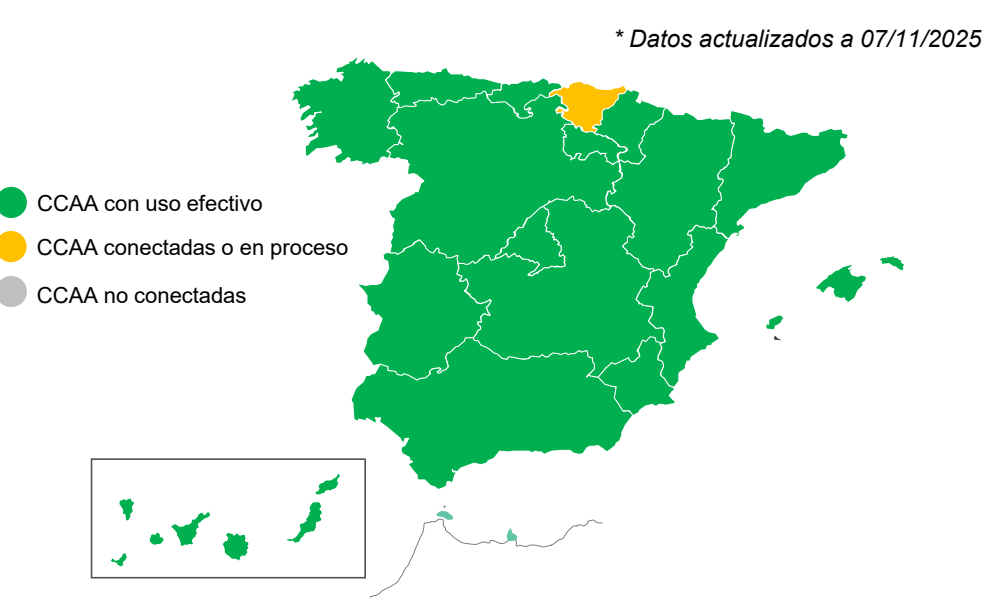 * Datos actualizados a 07/11/2025
CCAA con uso efectivo
CCAA conectadas o en proceso
CCAA no conectadas